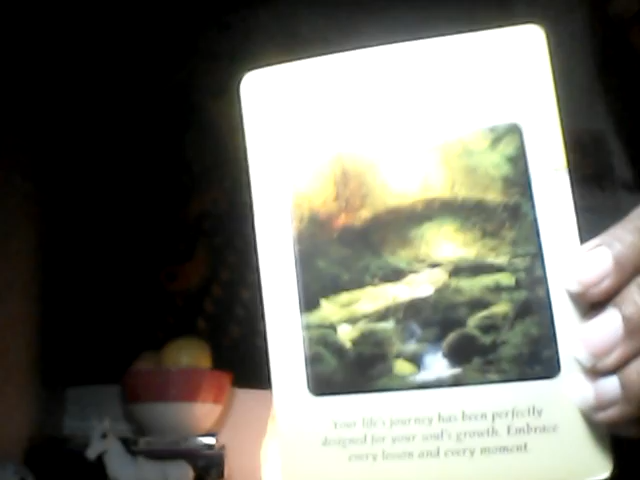 Your life's journey has been perfectly
designed for your soul's growth. Embrace
every lesson and every moment